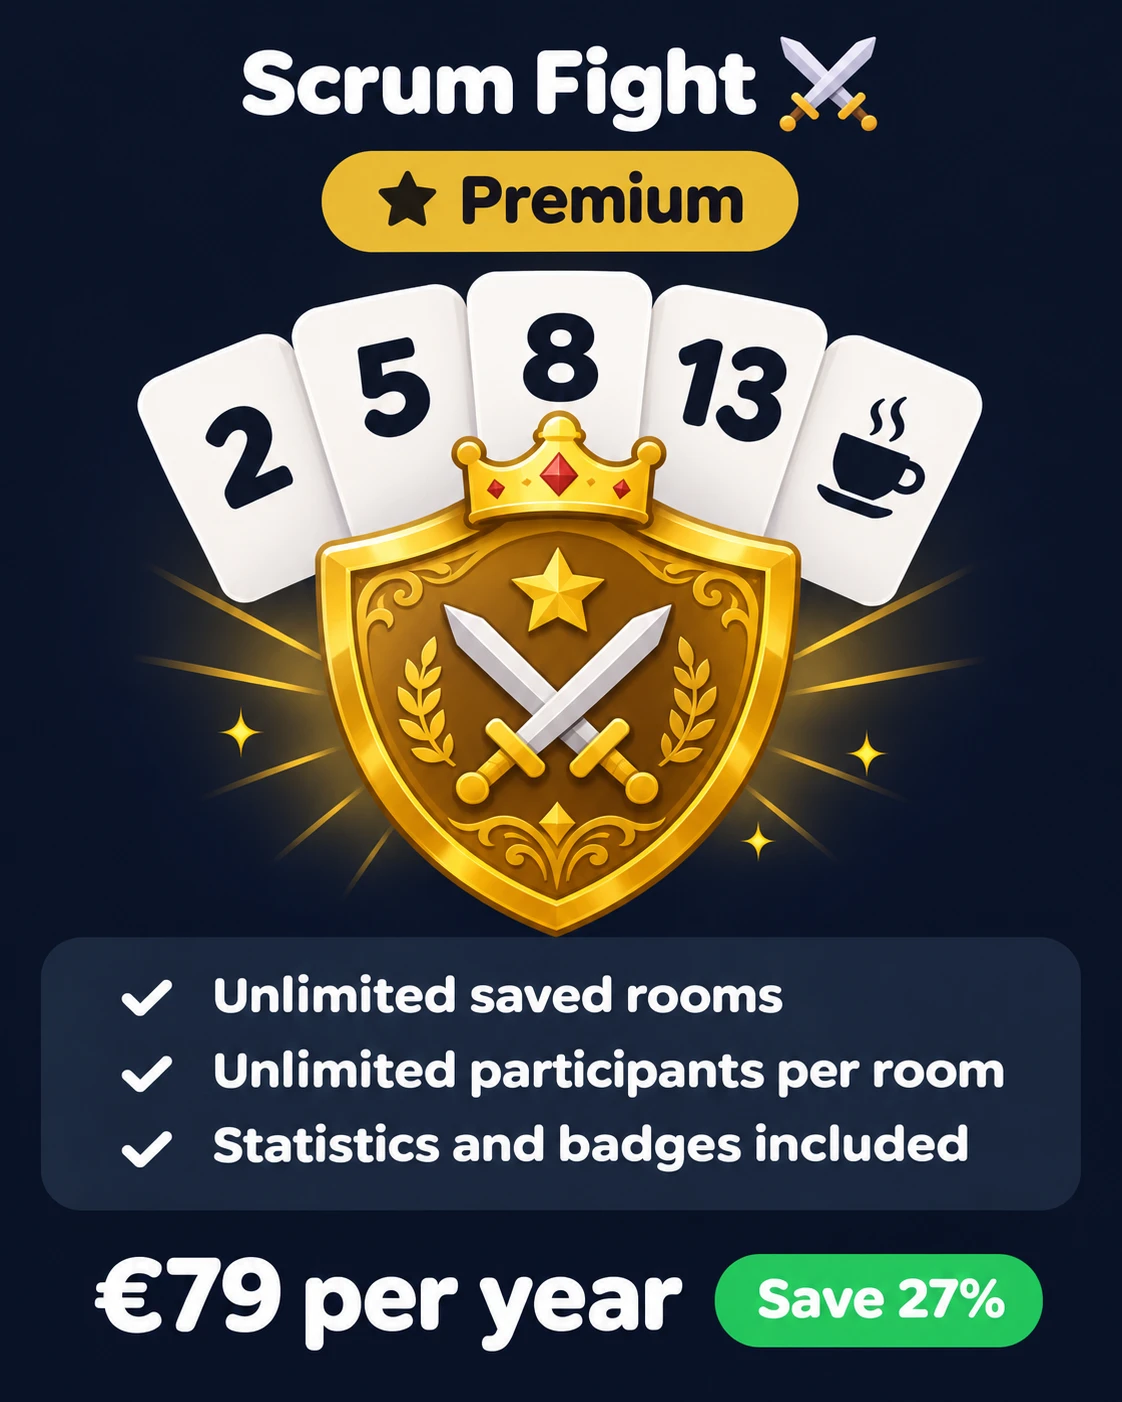 Scrum Fight
Premium
2
5
8
13
Unlimited saved rooms
Unlimited participants per room
Statistics and badges included
€79 per year
Save 27%